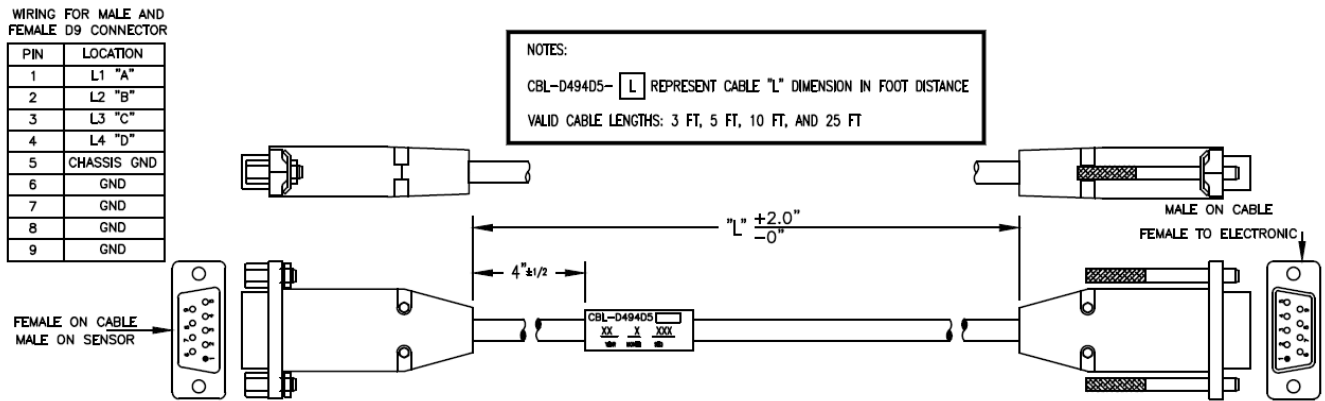 WIRING FOR MALE AND
FEMALE D9 CONNECTOR
PIN LOCATION
1 L1 "A"
2 L2 "B"
3 L3 "C"
4 L4 "D"
5 CHASSIS GND
6 GND
7 GND
8 GND
9 GND
NOTES:
CBL-D494D5- L REPRESENT CABLE "L" DIMENSION IN FOOT DISTANCE
VALID CABLE LENGTHS: 3 FT, 5 FT, 10 FT, AND 25 FT
MALE ON CABLE
FEMALE TO ELECTRONIC
"L" +2.0"
-0"
4"±1/2
FEMALE ON CABLE
MALE ON SENSOR
CBL-D494D5
XX X XXX